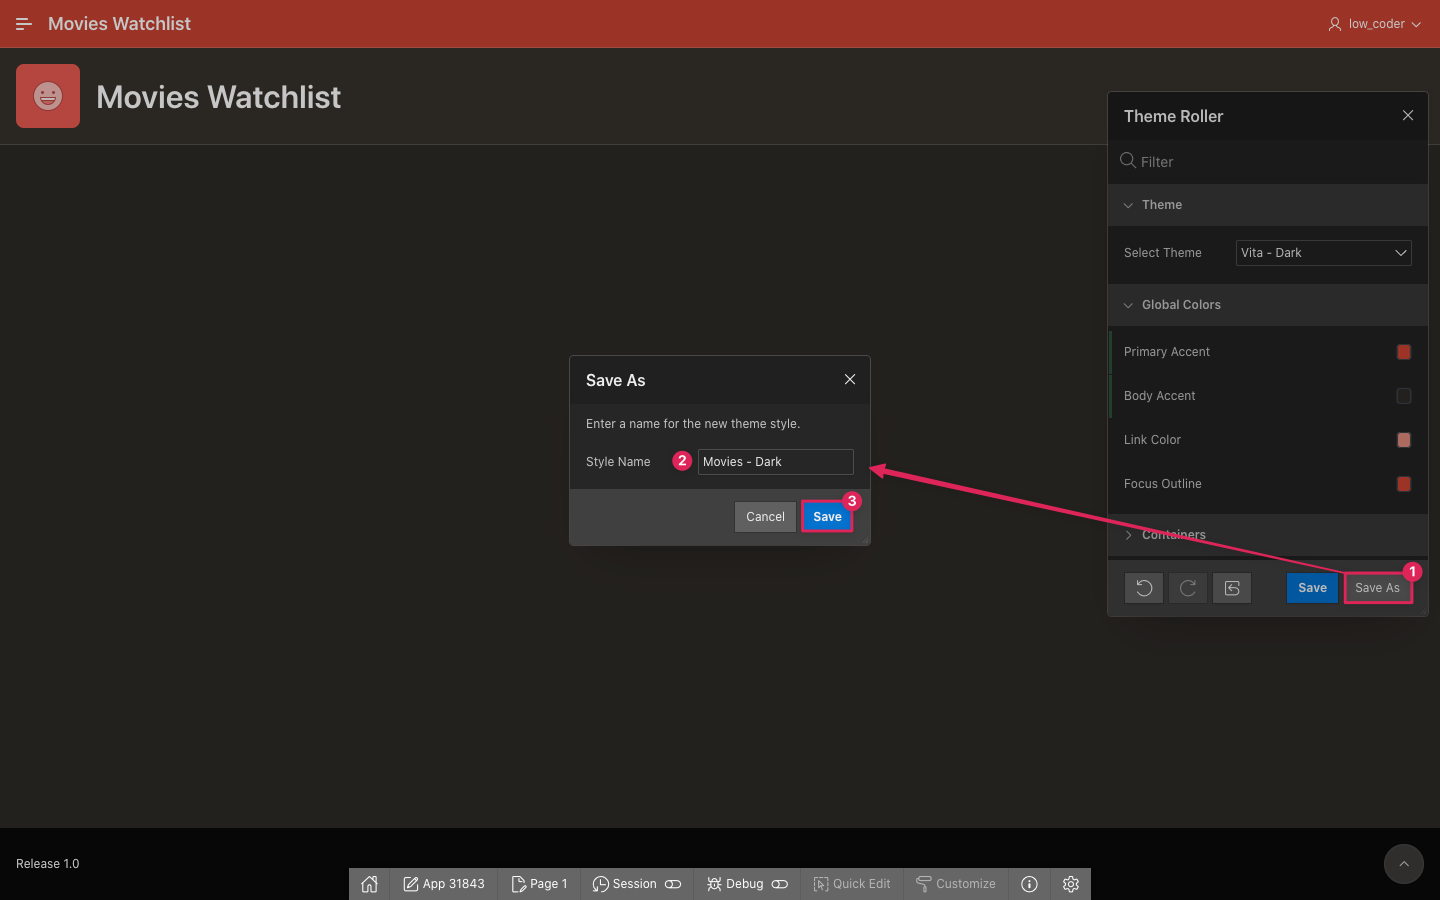 Movies Watchlist
low_coder
Movies Watchlist
Theme Roller
Filter
Theme
Select Theme
Vita - Dark
Global Colors
Primary Accent
Body Accent
Link Color
Focus Outline
Containers
1
Save
Save As
Save As
Enter a name for the new theme style.
Style Name
2
Movies - Dark
3
Cancel
Save
Release 1.0
App 31843
Page 1
Session
Debug
Quick Edit
Customize